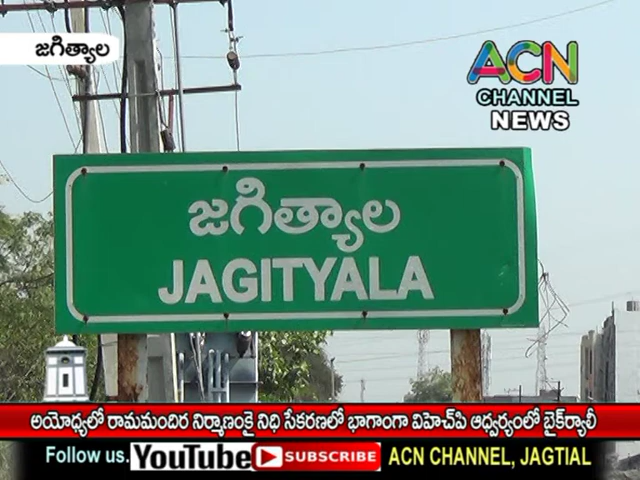 జగిత్యాల
ACN
CHANNEL
NEWS
జగిత్యాల
JAGITYALA
అయోధ్యలో రామమందిర నిర్మాణంకై నిధి సేకరణలో భాగాంగా విహెచ్‌పి ఆధ్వర్యంలో బైక్‌ర్యాలీ
Follow us. YouTube SUBSCRIBE ACN CHANNEL, JAGTIAL